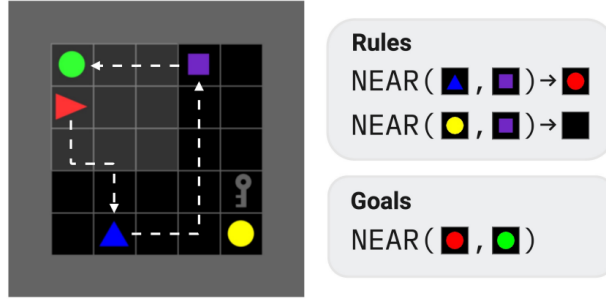 Rules
NEAR( , )→
NEAR( , )→
Goals
NEAR( , )